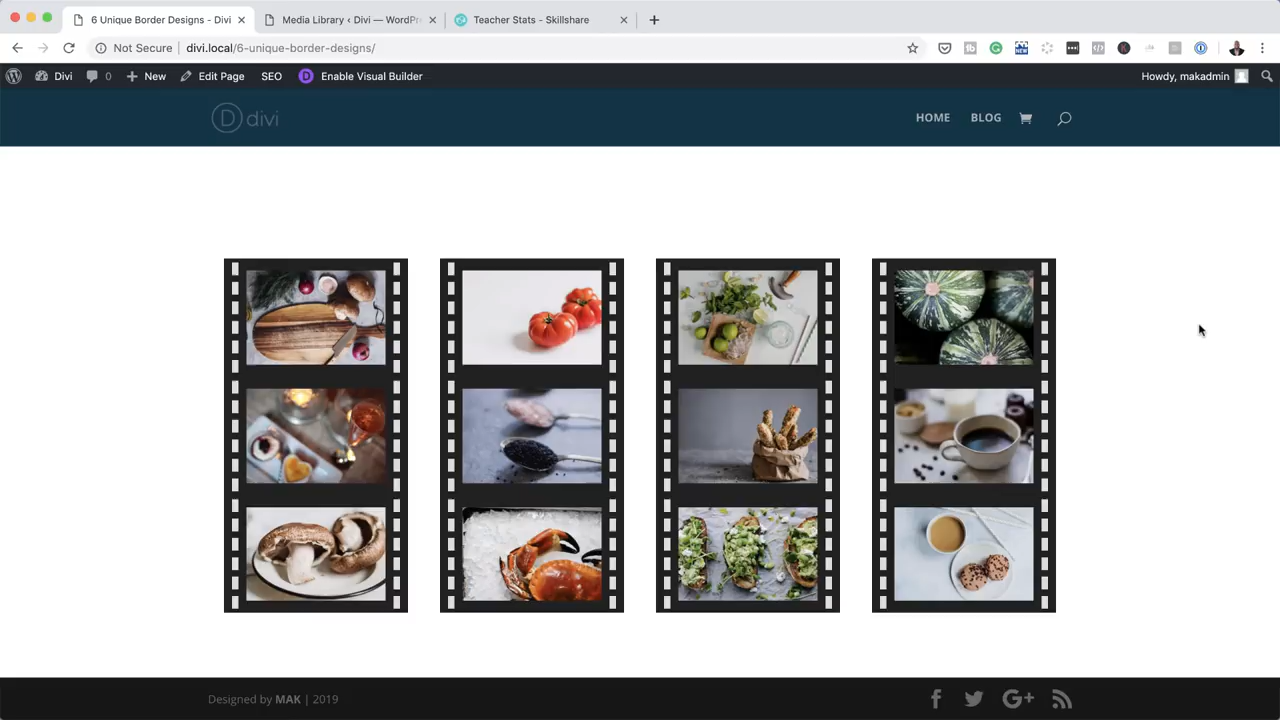 6 Unique Border Designs - Divi
Media Library ‹ Divi — WordPr
Teacher Stats - Skillshare
Not Secure | divi.local/6-unique-border-designs/
Divi 0 New Edit Page SEO D Enable Visual Builder Howdy, makadmin
D divi HOME BLOG
Designed by MAK | 2019